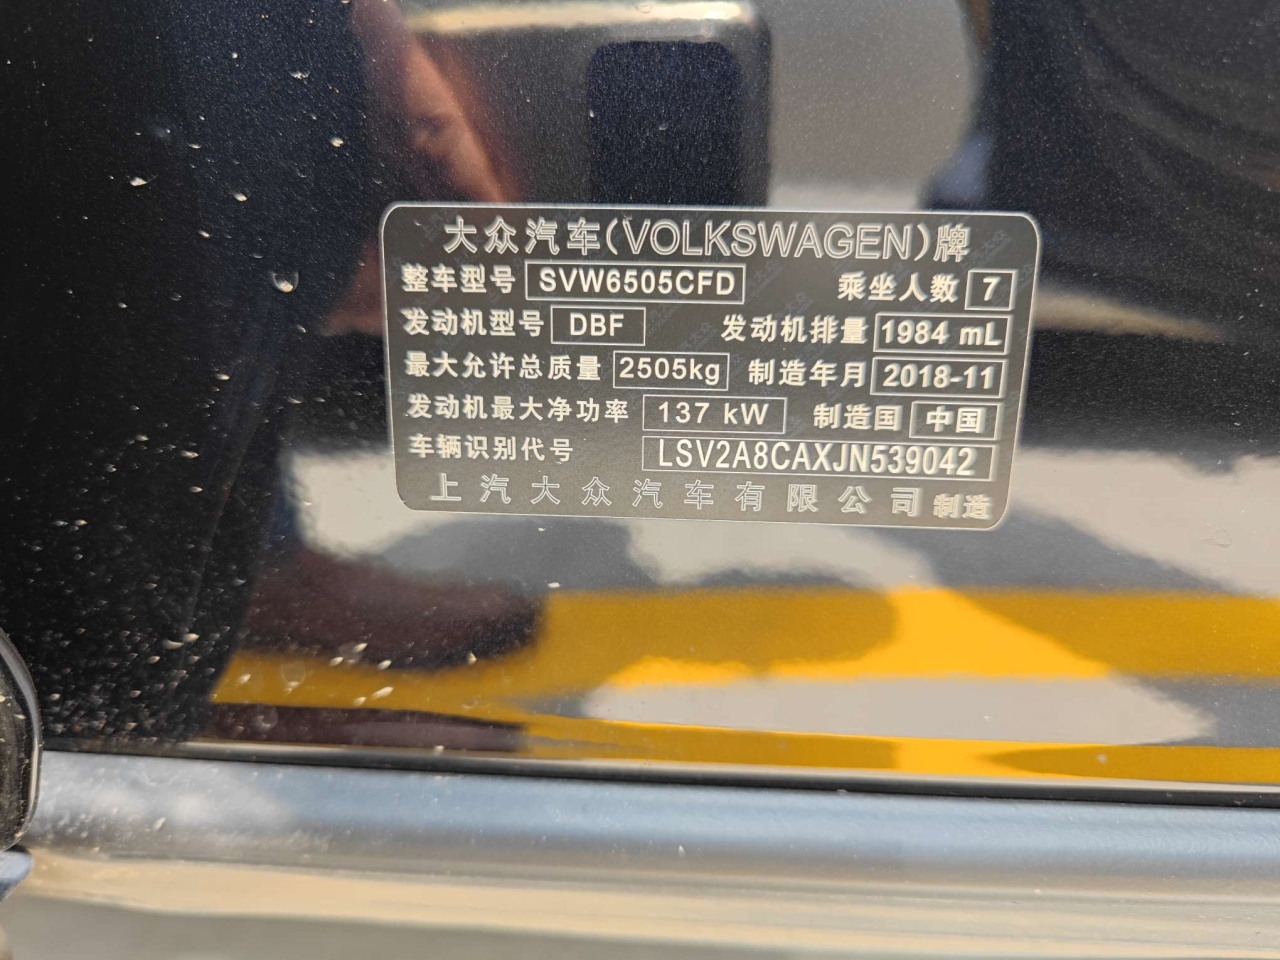 大众汽车(VOLKSWAGEN)牌
整车型号 SVW6505CFD 乘坐人数 7
发动机型号 DBF 发动机排量 1984 mL
最大允许总质量 2505kg 制造年月 2018-11
发动机最大净功率 137 kW 制造国 中国
车辆识别代号 LSV2A8CAXJN539042
上汽大众汽车有限公司 制造